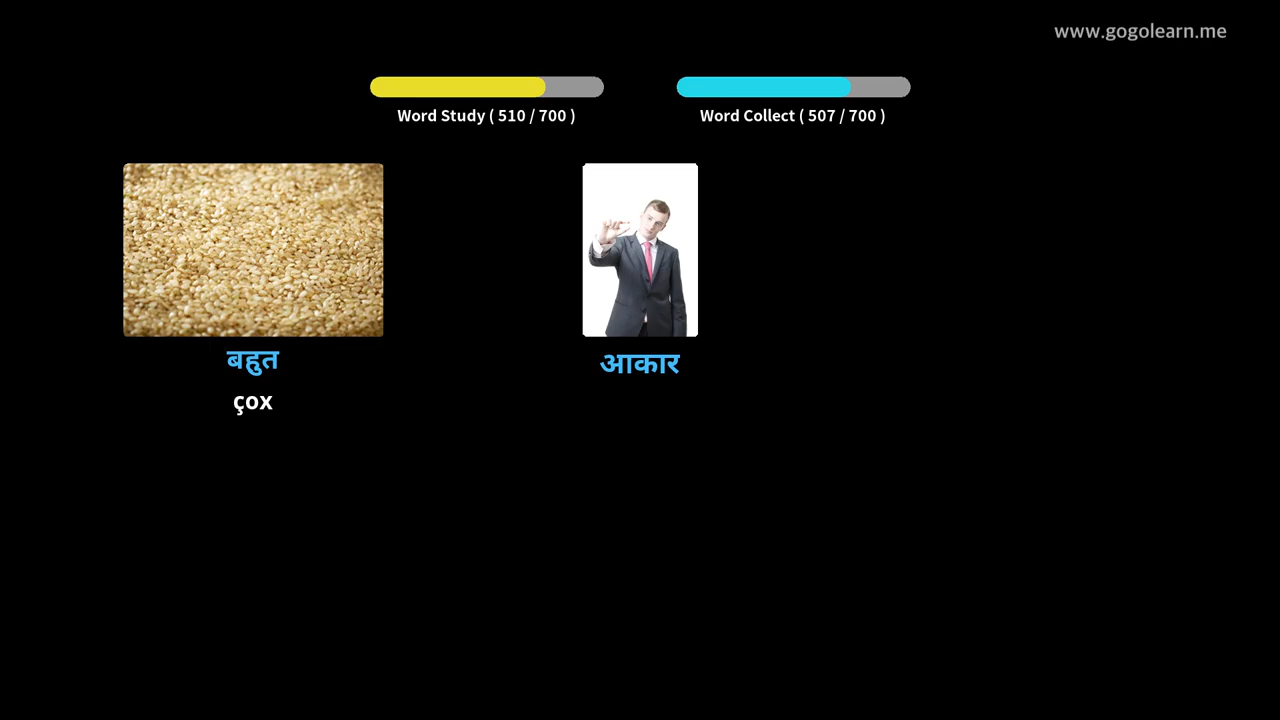 www.gogolearn.me
Word Study ( 510 / 700 )
Word Collect ( 507 / 700 )
बहुत
आकार
çox